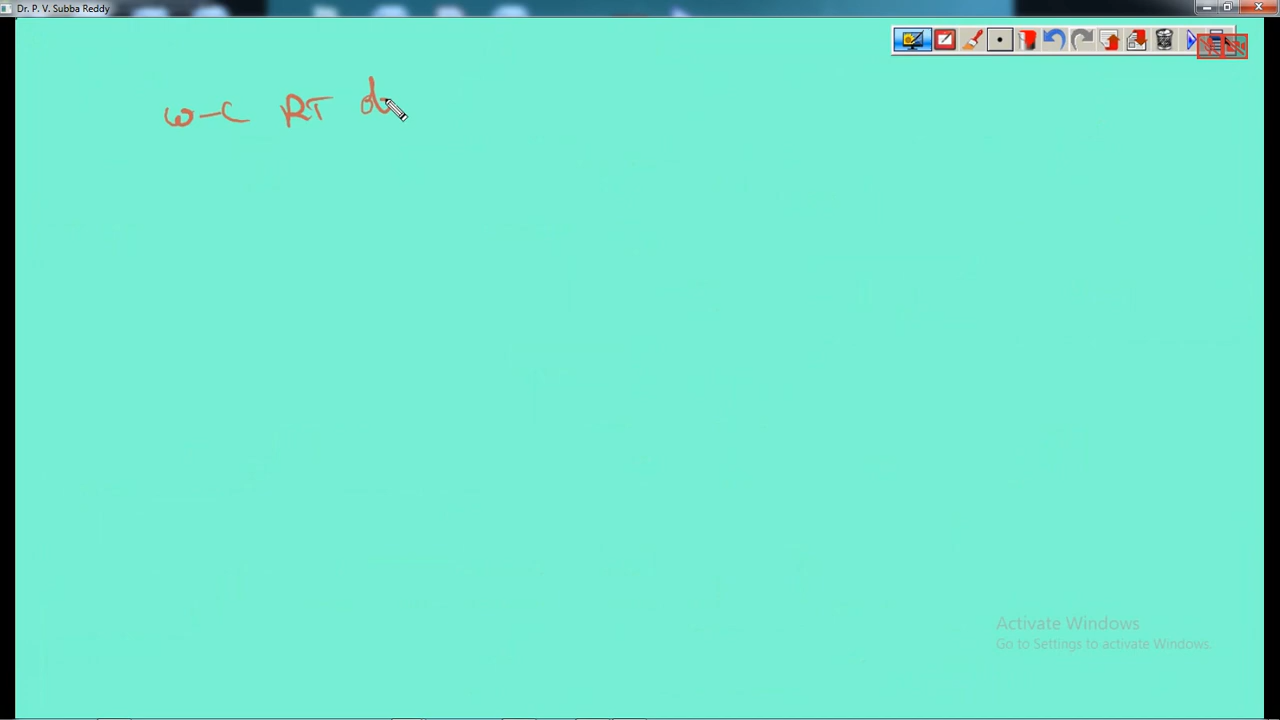 Dr. P. V. Subba Reddy
W-C RT d
Activate Windows
Go to Settings to activate Windows.